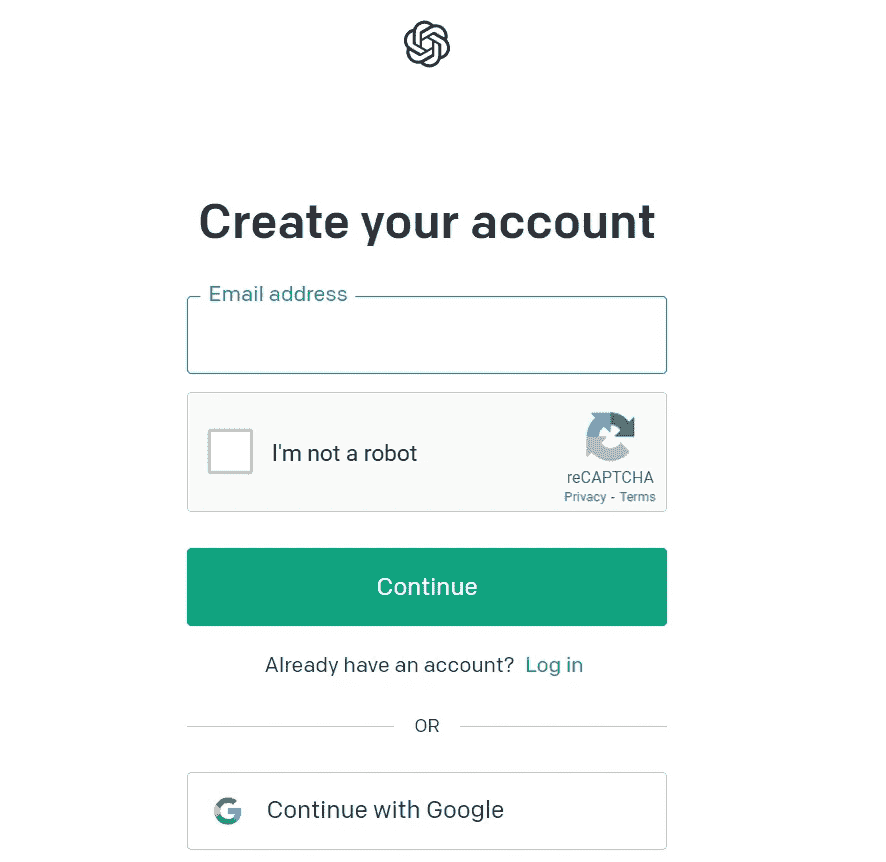 Create your account
Email address
I'm not a robot
reCAPTCHA
Privacy - Terms
Continue
Already have an account? Log in
OR
Continue with Google